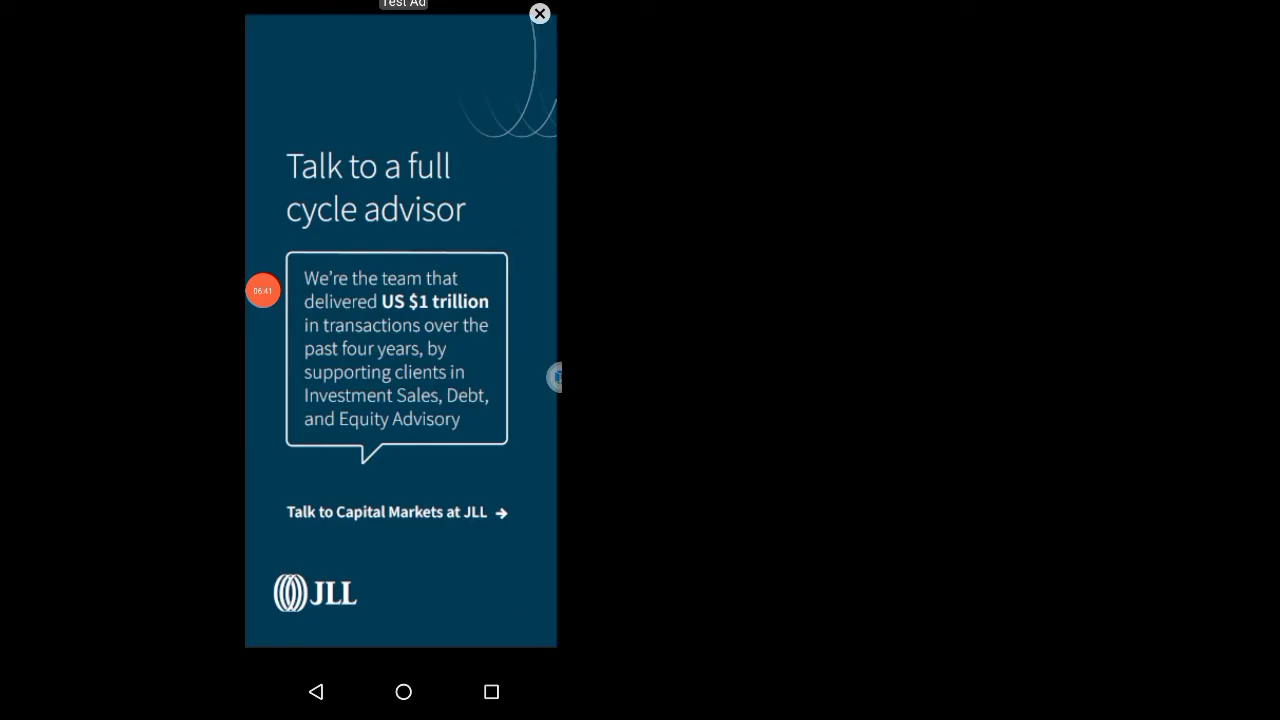 Test Ad
Talk to a full
cycle advisor
We’re the team that
delivered US $1 trillion
in transactions over the
past four years, by
supporting clients in
Investment Sales, Debt,
and Equity Advisory
06:41
Talk to Capital Markets at JLL →
JLL